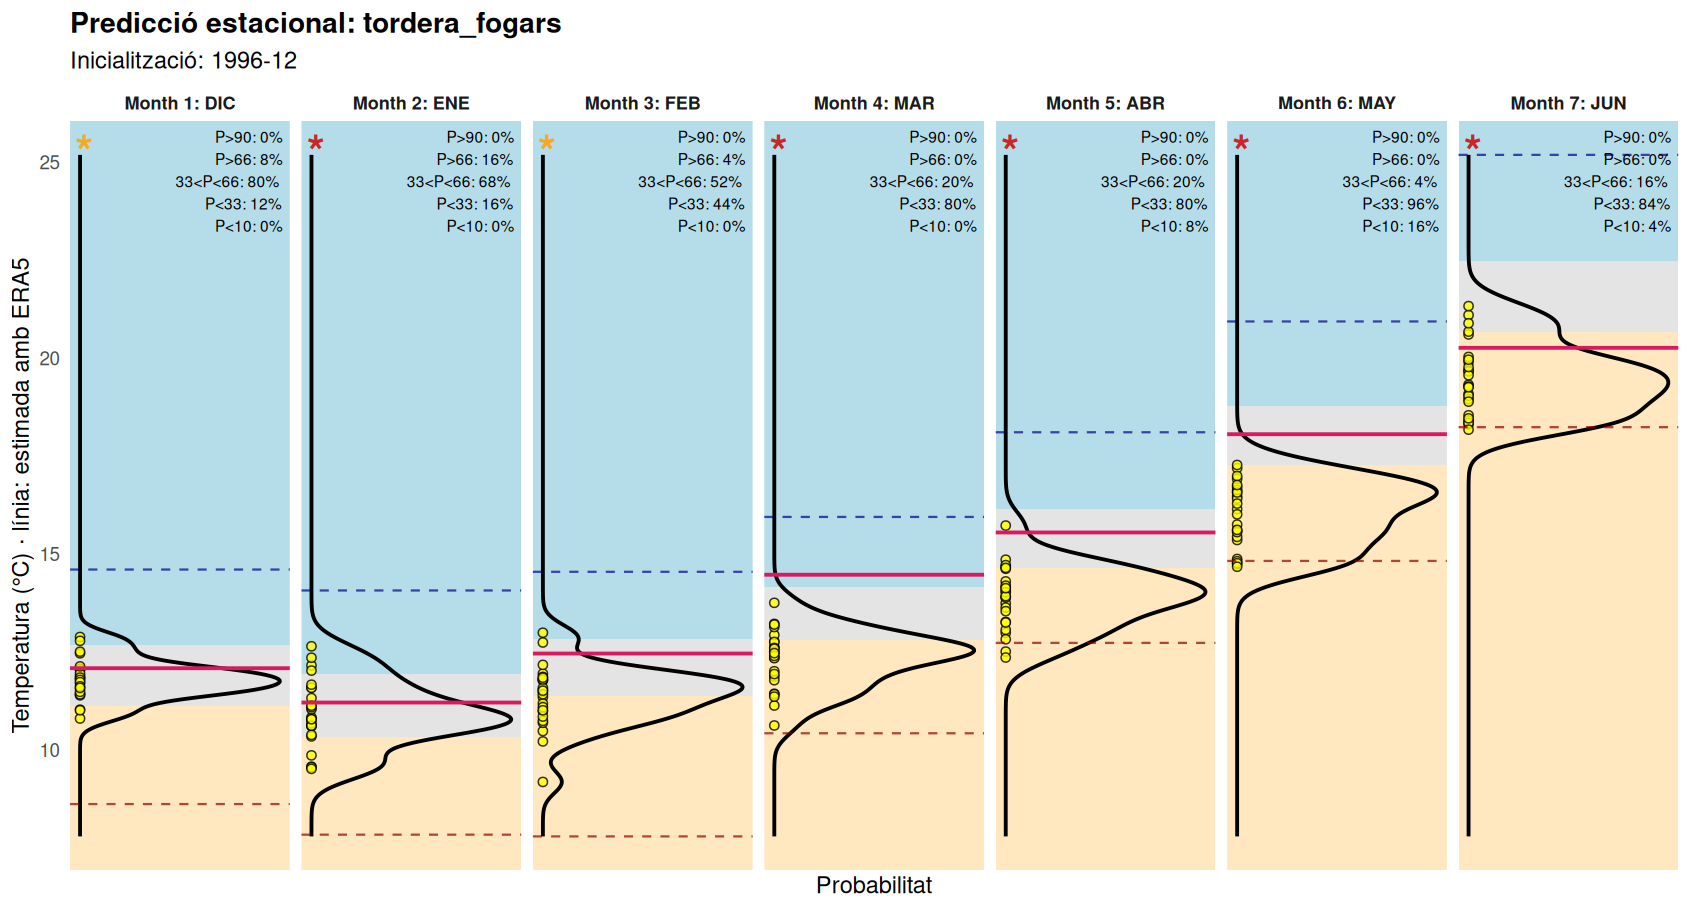 Predicció estacional: tordera_fogars
Inicialització: 1996-12
Month 1: DIC
Month 2: ENE
Month 3: FEB
Month 4: MAR
Month 5: ABR
Month 6: MAY
Month 7: JUN
P>90: 0%
P>66: 8%
33<P<66: 80%
P<33: 12%
P<10: 0%
P>90: 0%
P>66: 16%
33<P<66: 68%
P<33: 16%
P<10: 0%
P>90: 0%
P>66: 4%
33<P<66: 52%
P<33: 44%
P<10: 0%
P>90: 0%
P>66: 0%
33<P<66: 20%
P<33: 80%
P<10: 0%
P>90: 0%
P>66: 0%
33<P<66: 20%
P<33: 80%
P<10: 8%
P>90: 0%
P>66: 0%
33<P<66: 4%
P<33: 96%
P<10: 16%
P>90: 0%
P>66: 0%
33<P<66: 16%
P<33: 84%
P<10: 4%
25
20
15
10
Temperatura (°C) · línia: estimada amb ERA5
Probabilitat